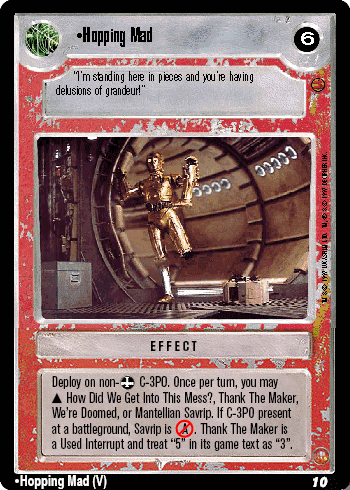 •Hopping Mad
6
"I'm standing here in pieces and you're having
delusions of grandeur!"
EFFECT
Deploy on non- C-3PO. Once per turn, you may
▲ How Did We Get Into This Mess?, Thank The Maker,
We're Doomed, or Mantellian Savrip. If C-3PO present
at a battleground, Savrip is A. Thank The Maker is
a Used Interrupt and treat "5" in its game text as "3".
•Hopping Mad (V)
10